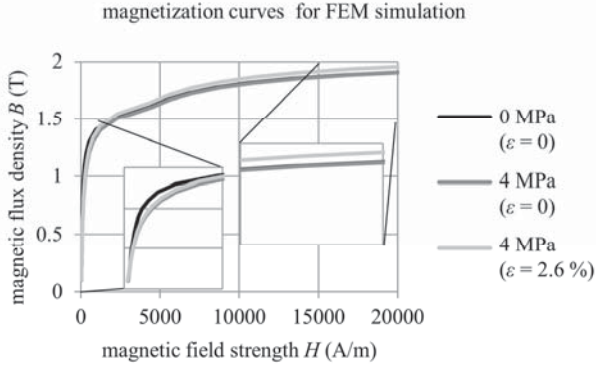 magnetization curves for FEM simulation
magnetic flux density B (T)
2
1.5
1
0.5
0
0 5000 10000 15000 20000
magnetic field strength H (A/m)
0 MPa
(ε = 0)
4 MPa
(ε = 0)
4 MPa
(ε = 2.6 %)